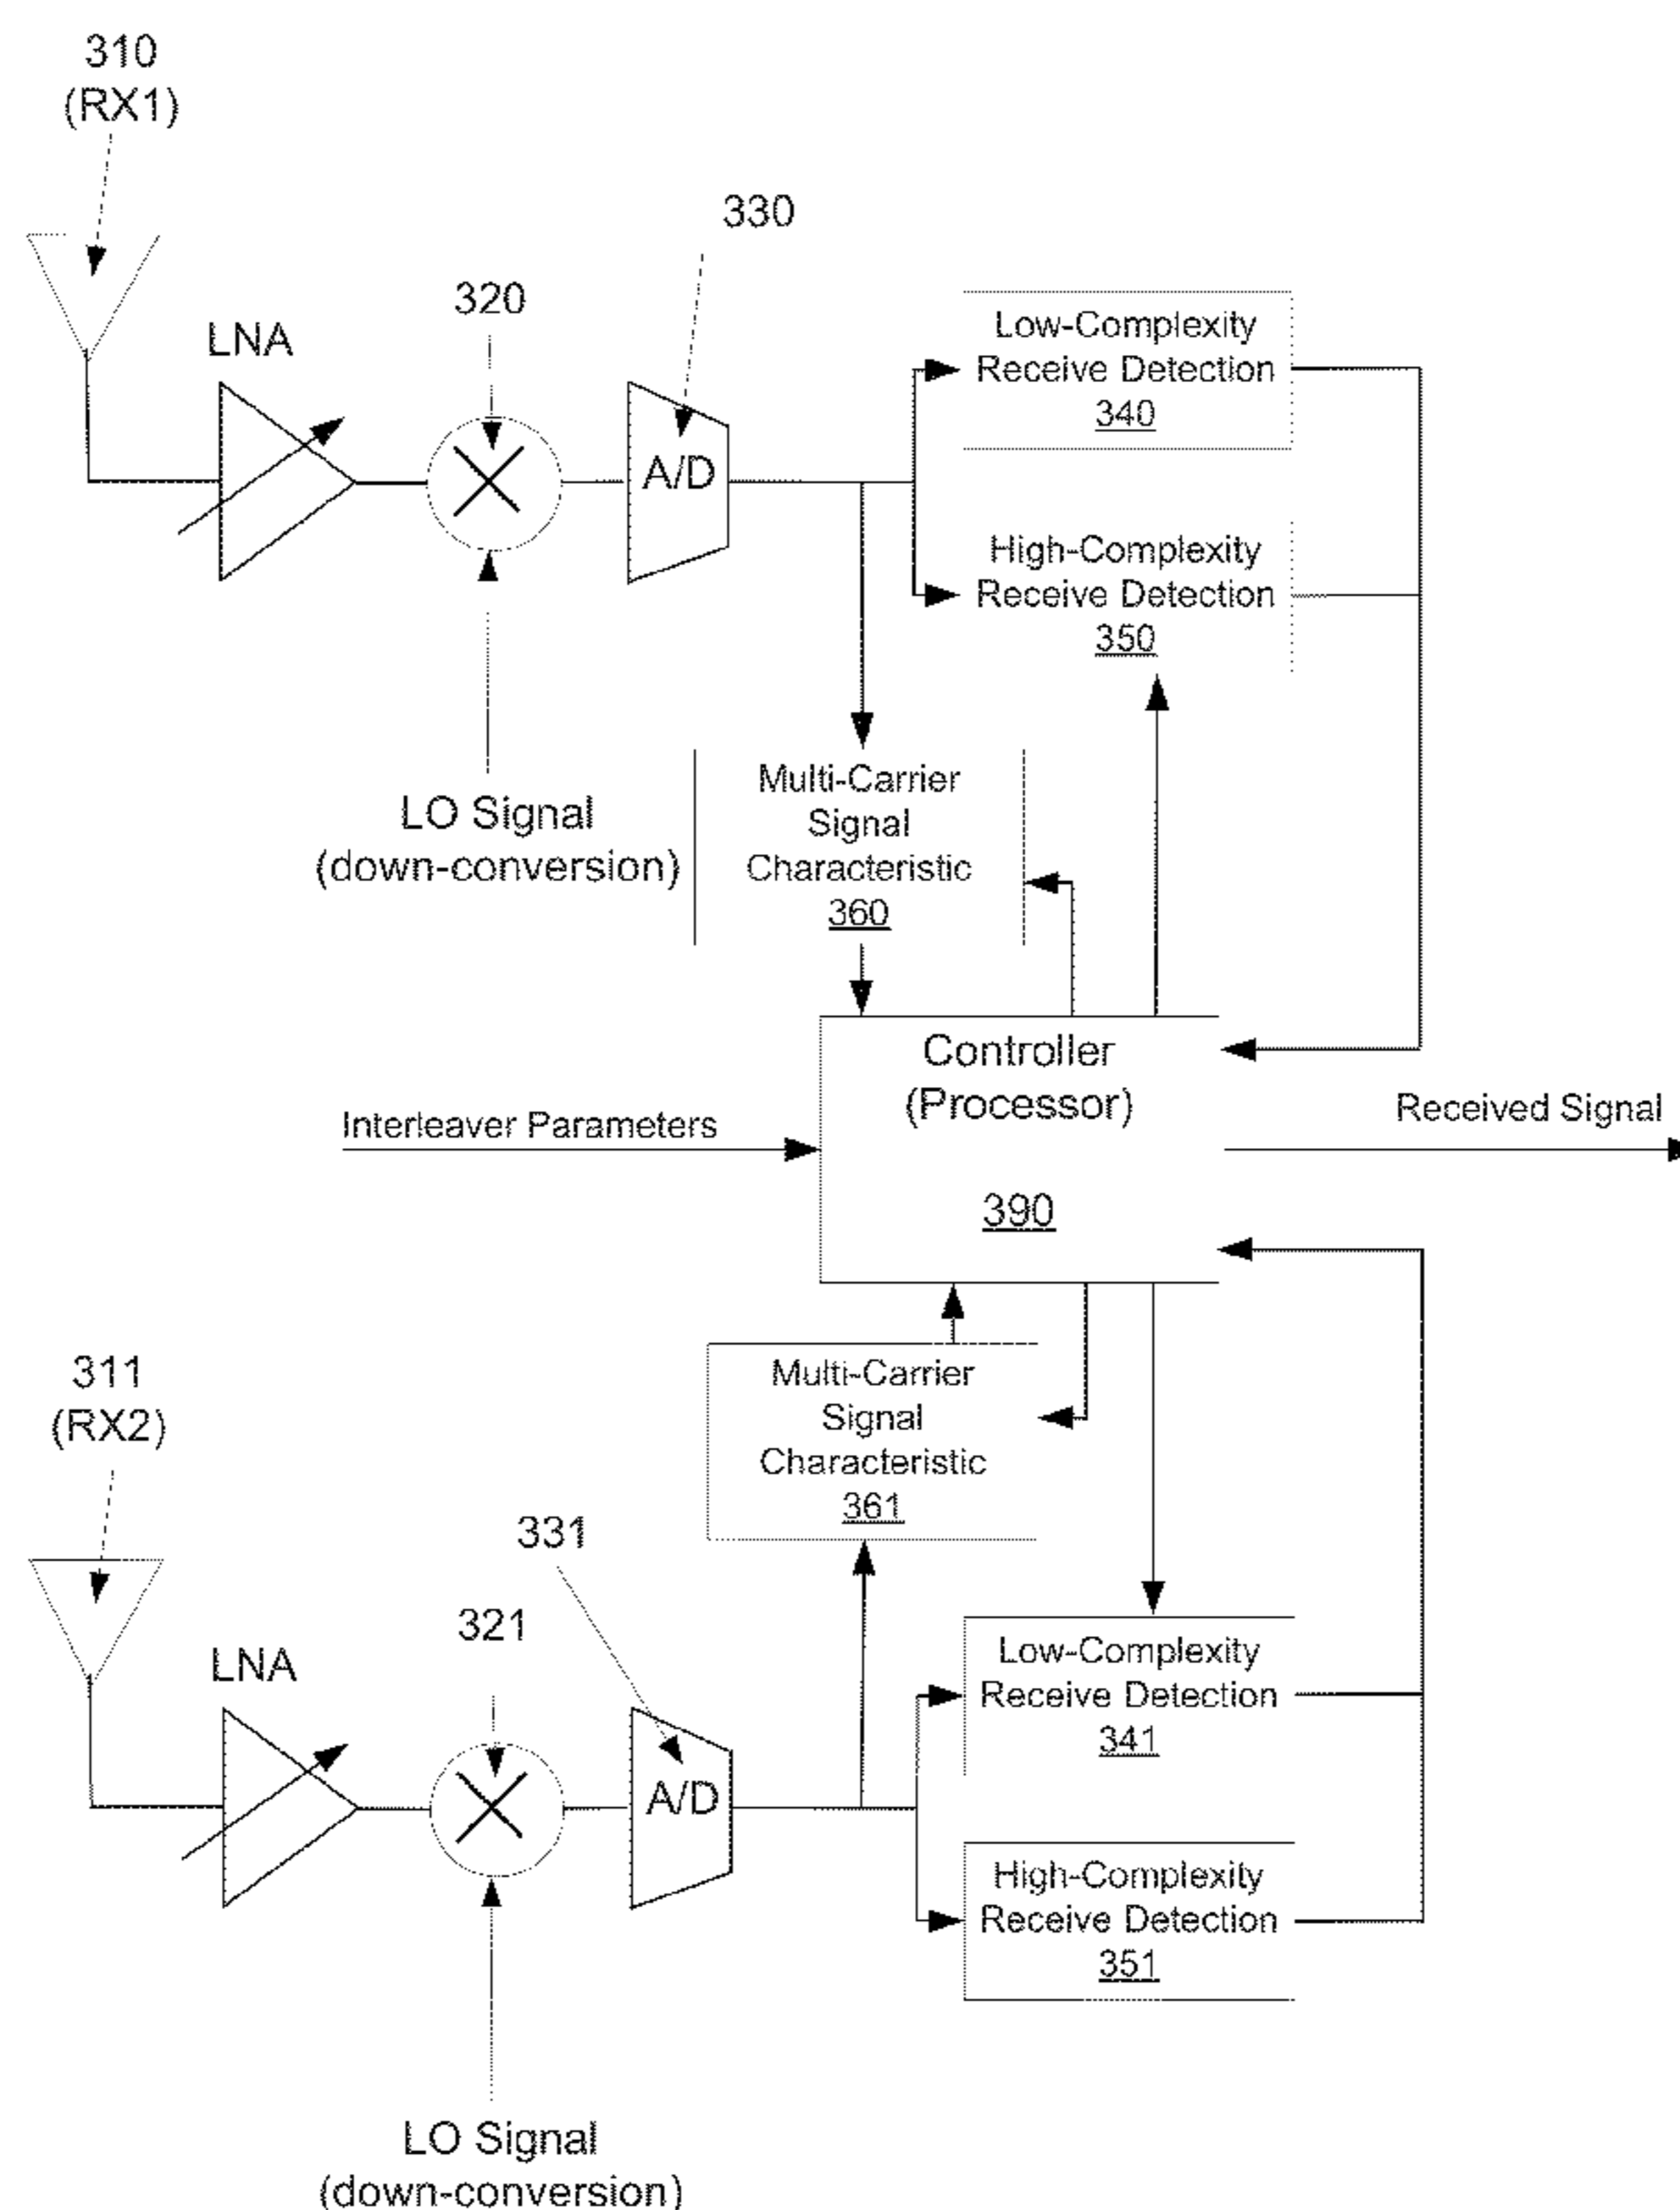 310
(RX1)
330
320
LNA
A/D
Low-Complexity
Receive Detection
340
High-Complexity
Receive Detection
350
LO Signal
(down-conversion)
Multi-Carrier
Signal
Characteristic
360
Controller
(Processor)
390
Interleaver Parameters
Received Signal
311
(RX2)
Multi-Carrier
Signal
Characteristic
361
331
321
LNA
A/D
Low-Complexity
Receive Detection
341
High-Complexity
Receive Detection
351
LO Signal
(down-conversion)